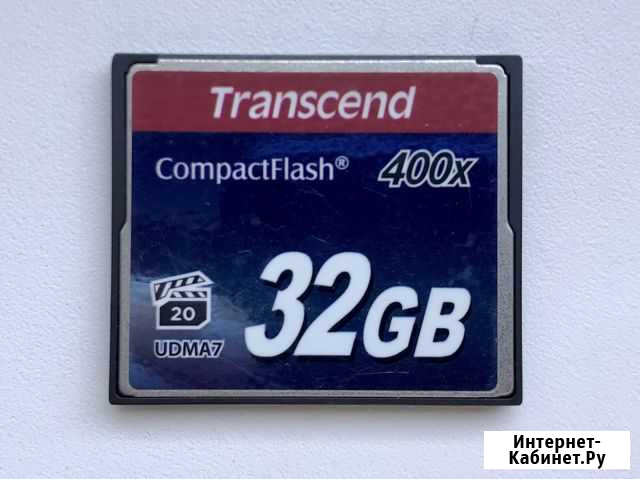 Transcend
CompactFlash® 400x
20
UDMA7
32GB
Интернет-
Кабинет.Ру